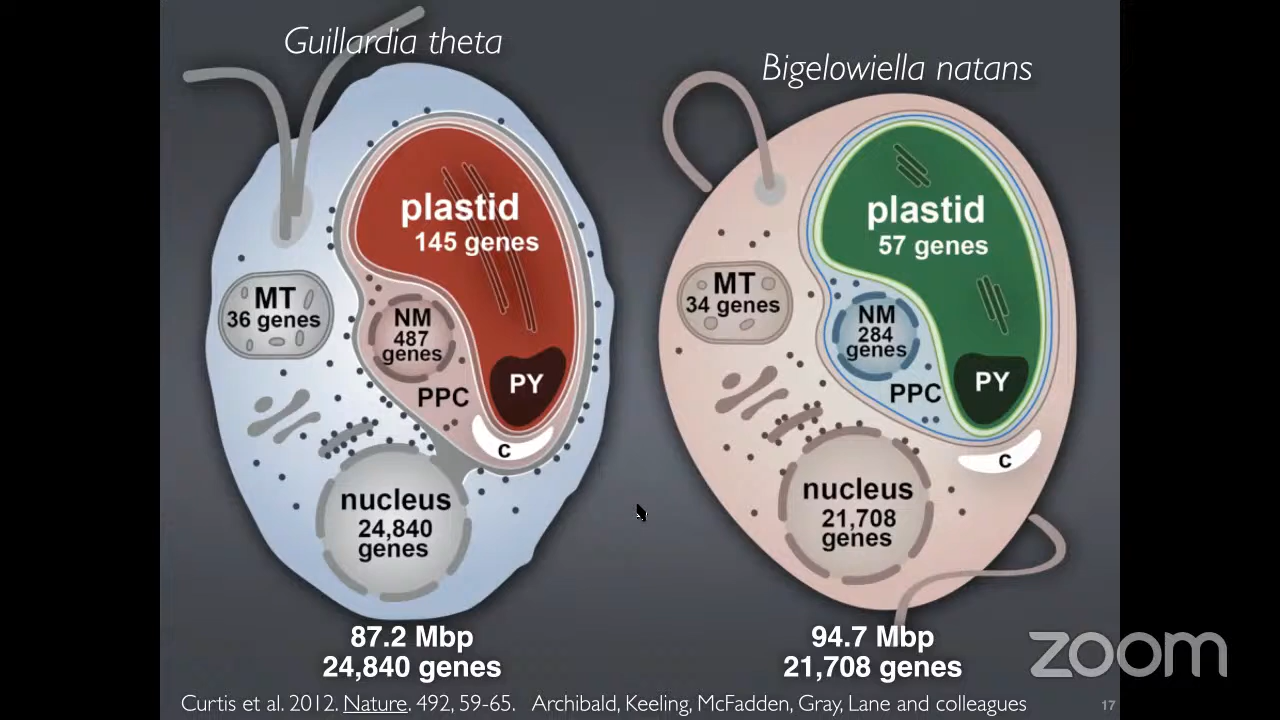 Guillardia theta
plastid
145 genes
MT
36 genes
NM
487
genes
PPC
PY
c
nucleus
24,840
genes
87.2 Mbp
24,840 genes
Bigelowiella natans
plastid
57 genes
MT
34 genes
NM
284
genes
PPC
PY
c
nucleus
21,708
genes
94.7 Mbp
21,708 genes
zoom
Curtis et al. 2012. Nature. 492, 59-65. Archibald, Keeling, McFadden, Gray, Lane and colleagues
17